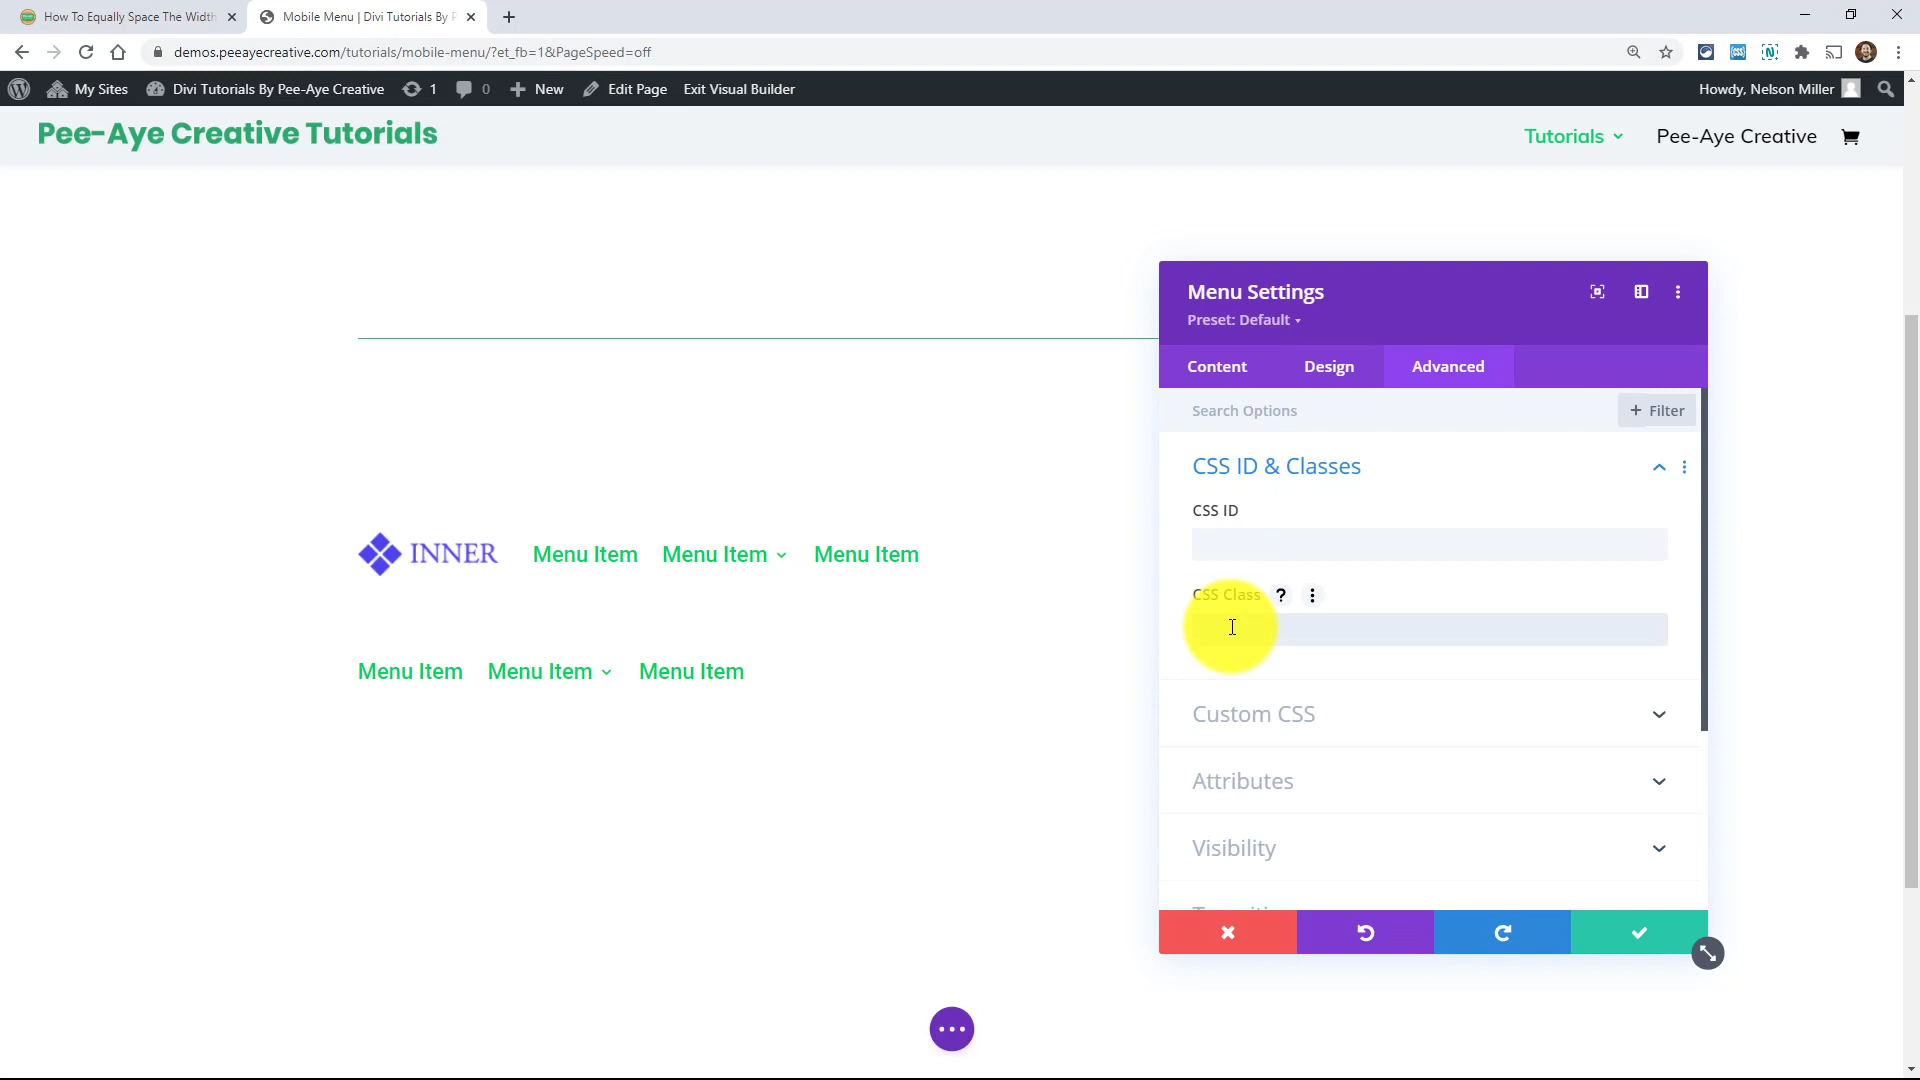 How To Equally Space The Width
Mobile Menu | Divi Tutorials By P
demos.peeayecreative.com/tutorials/mobile-menu/?et_fb=1&PageSpeed=off
My Sites
Divi Tutorials By Pee-Aye Creative
1
0
New
Edit Page
Exit Visual Builder
Howdy, Nelson Miller
Pee-Aye Creative Tutorials
Tutorials
Pee-Aye Creative
Menu Settings
Preset: Default
Content
Design
Advanced
Search Options
+ Filter
CSS ID & Classes
CSS ID
CSS Class ?
INNER
Menu Item
Menu Item
Menu Item
Menu Item
Menu Item
Menu Item
Custom CSS
Attributes
Visibility